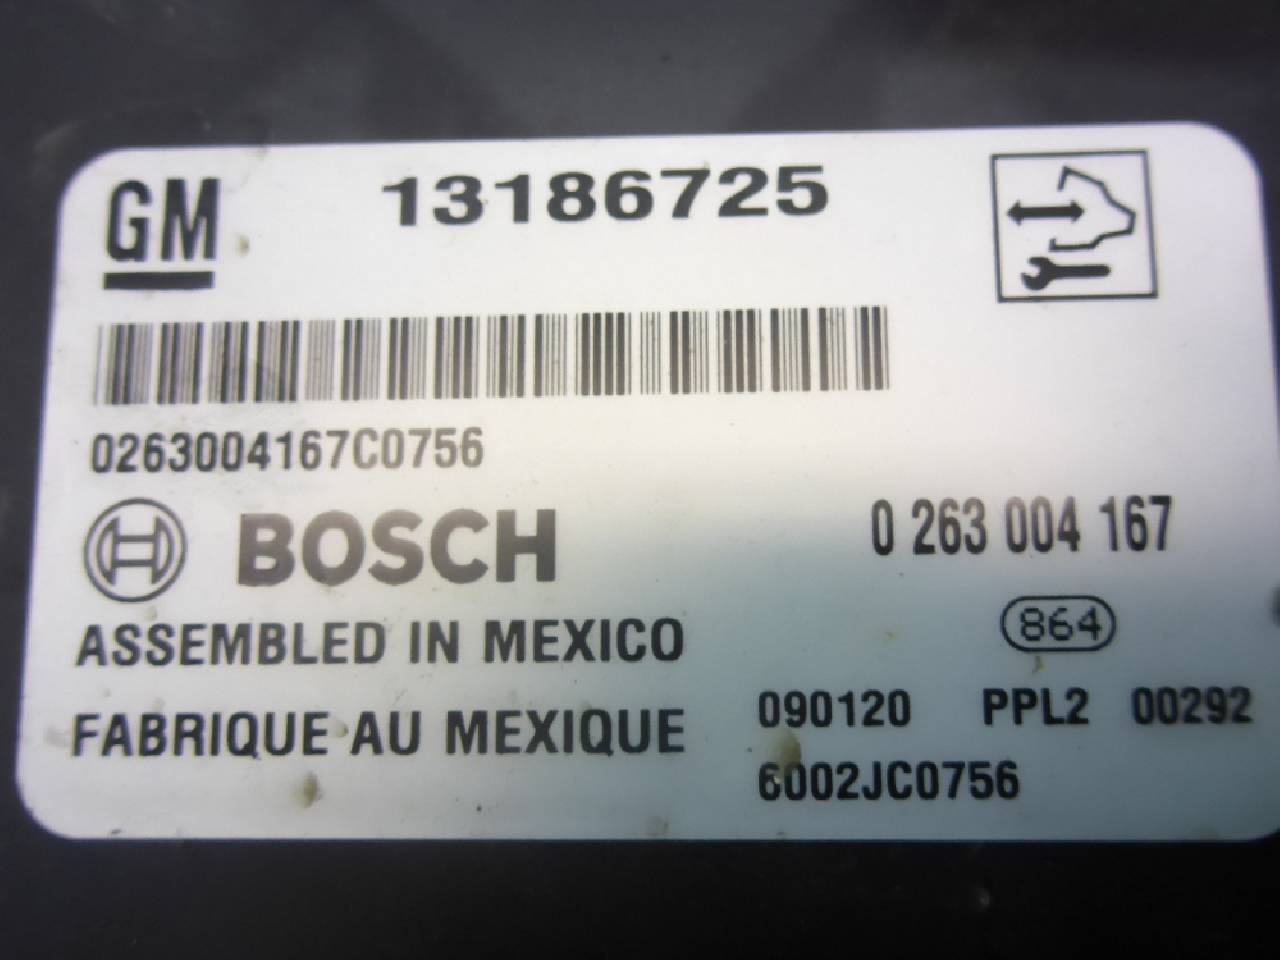 GM 13186725
0263004167C0756
BOSCH 0 263 004 167
864
ASSEMBLED IN MEXICO
FABRIQUE AU MEXIQUE
090120 PPL2 00292
6002JC0756